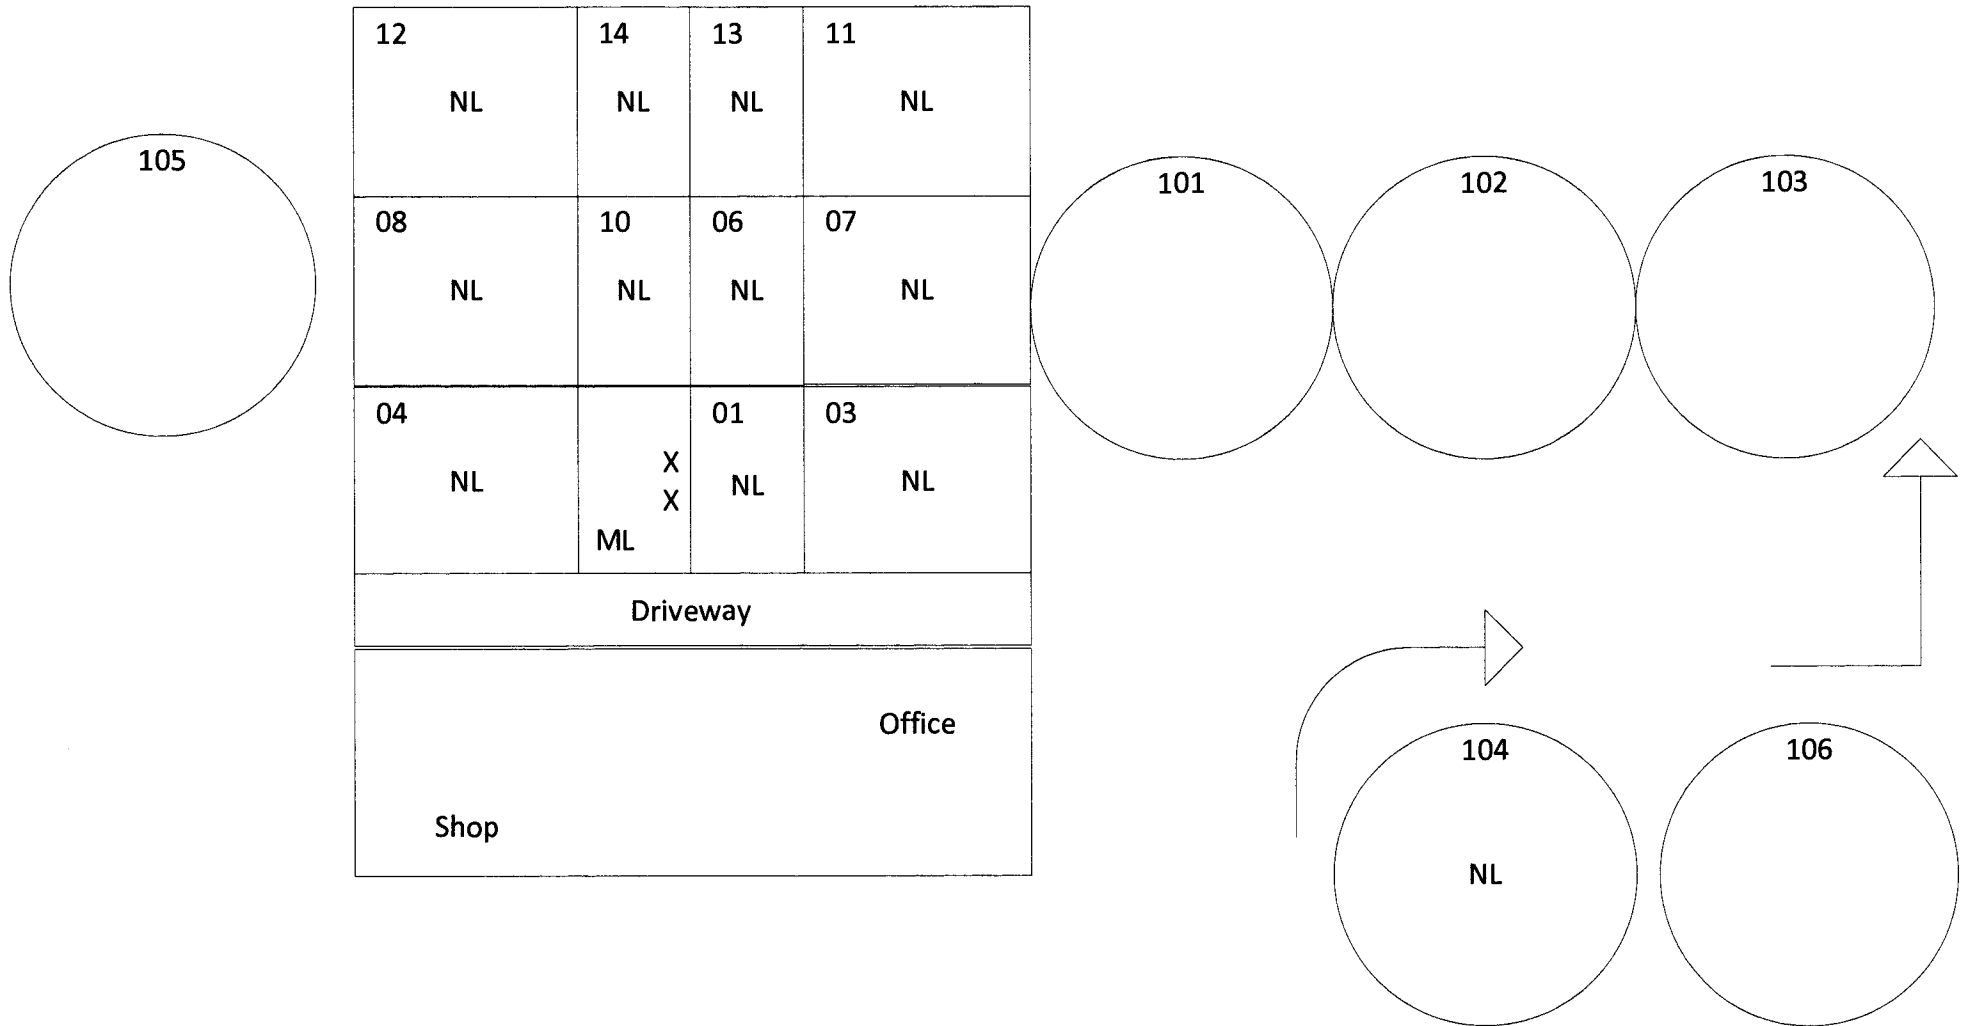 12 14 13 11
NL NL NL NL
105
101 102 103
08 10 06 07
NL NL NL NL
04 01 03
X
NL NL NL
X
ML
Driveway
Office
104 106
Shop
NL